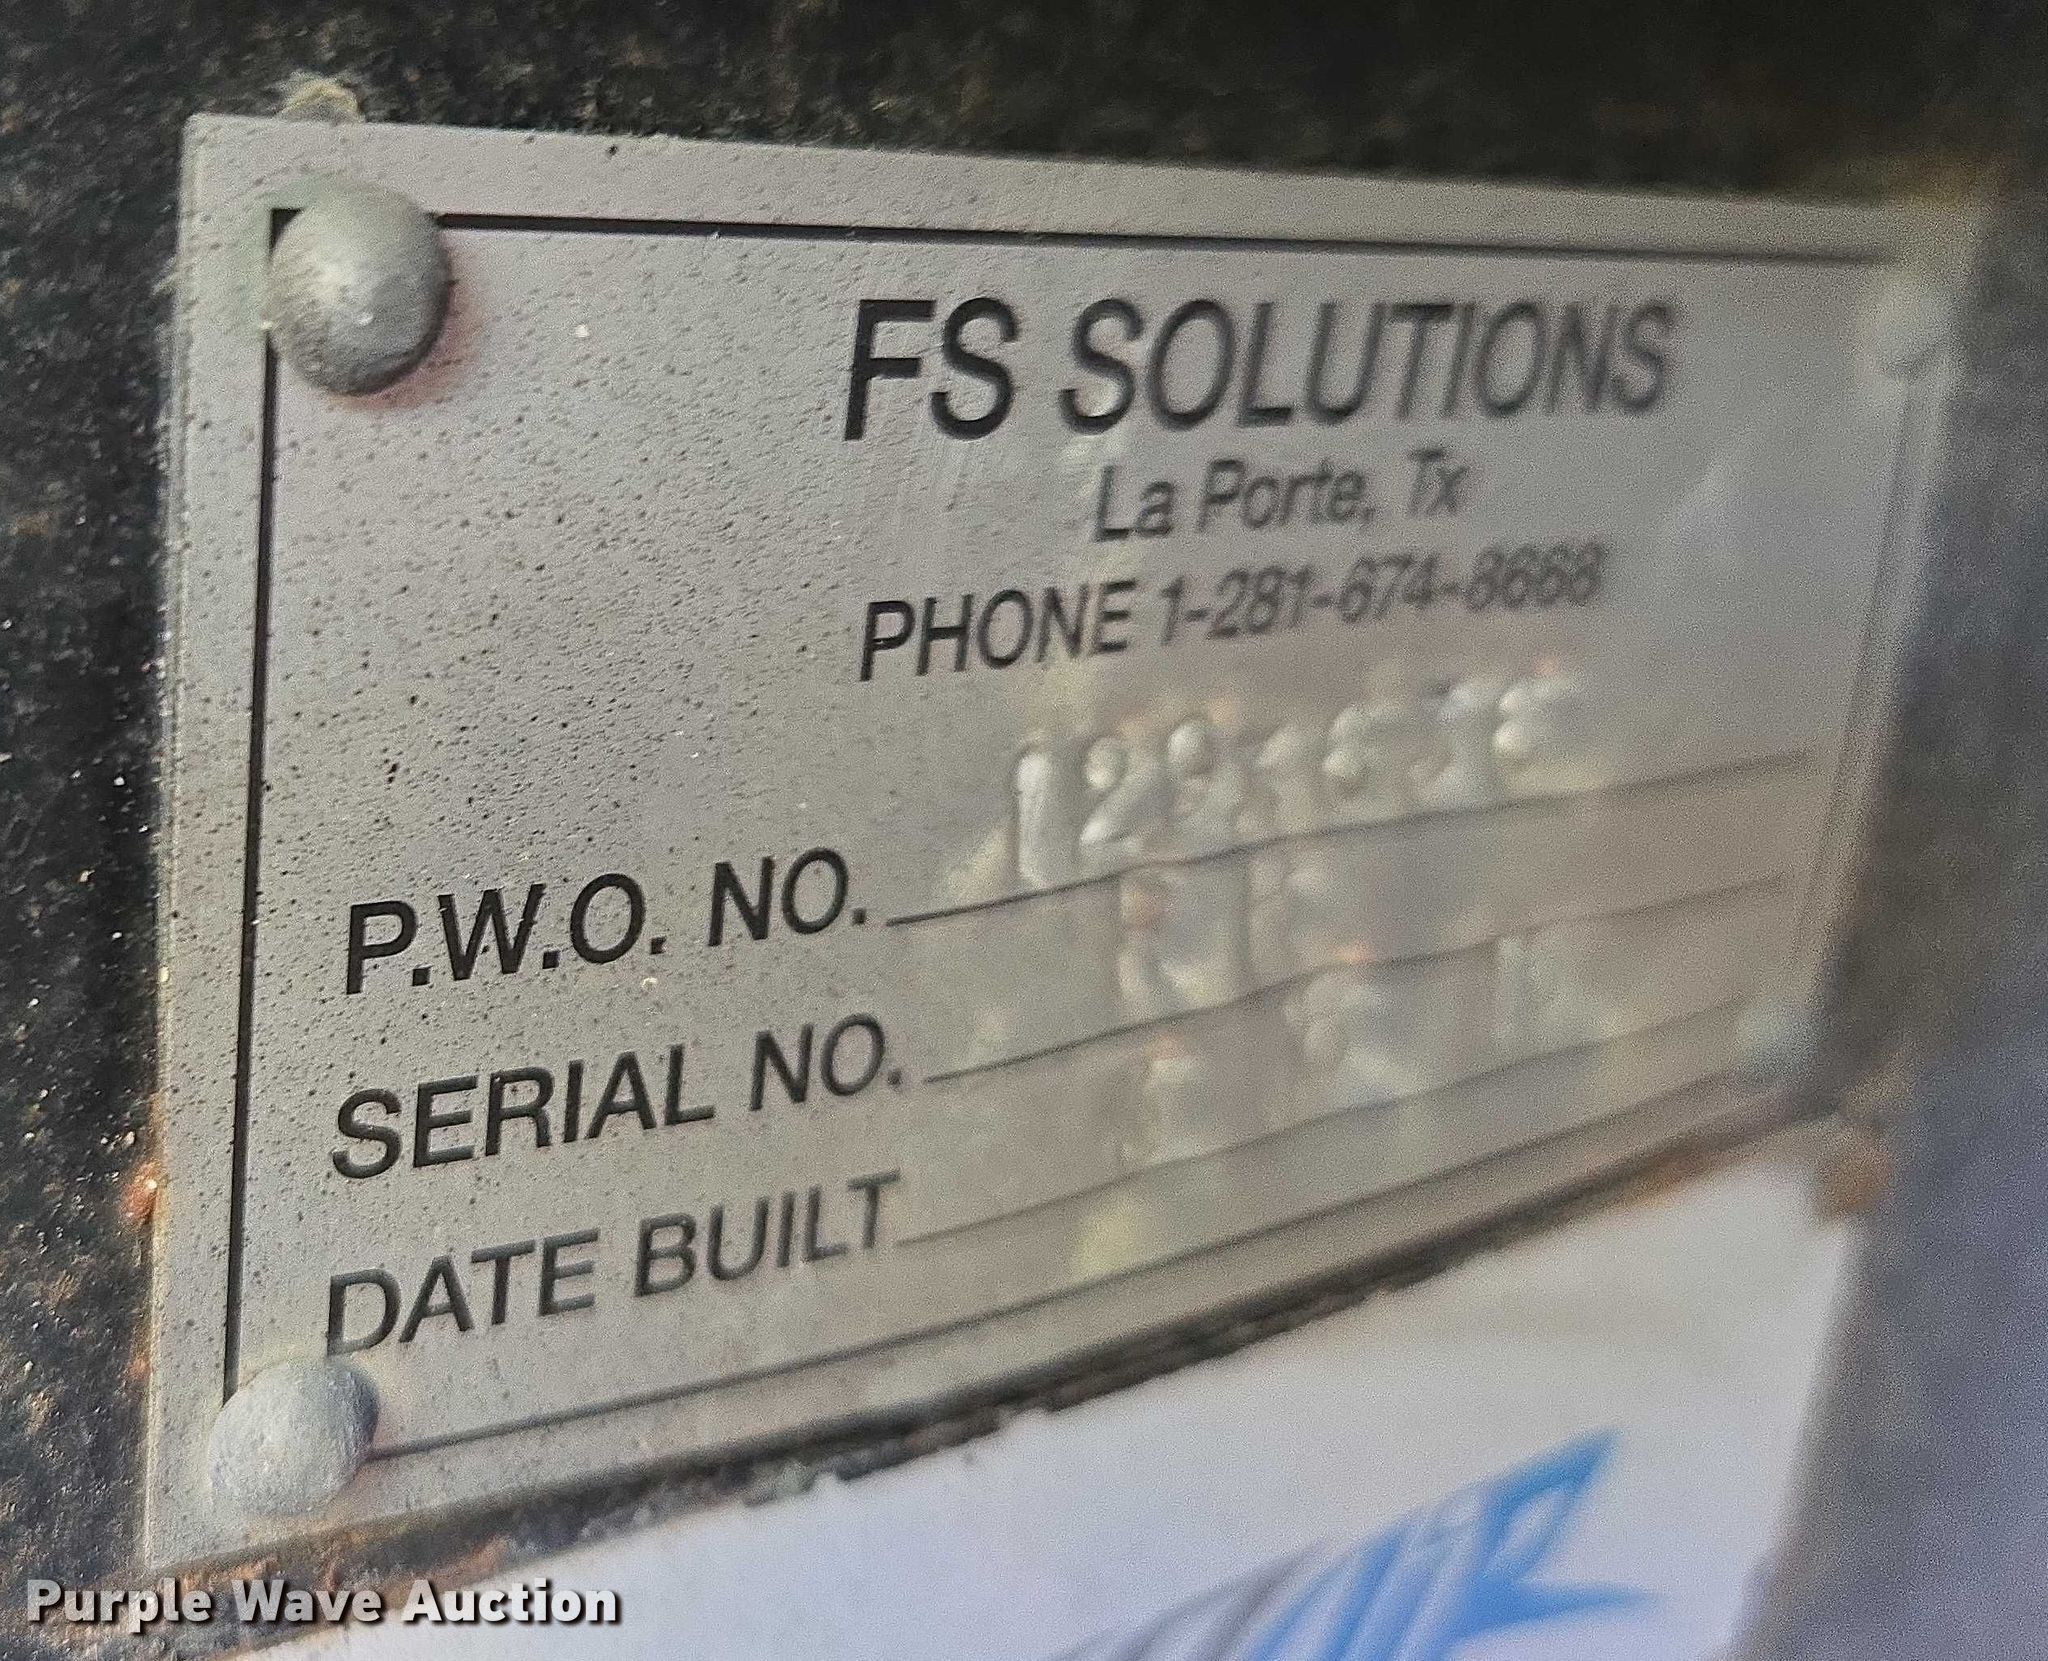 FS SOLUTIONS
La Porte, Tx
PHONE 1-281-674-8668
P.W.O. NO.
SERIAL NO.
DATE BUILT
Purple Wave Auction